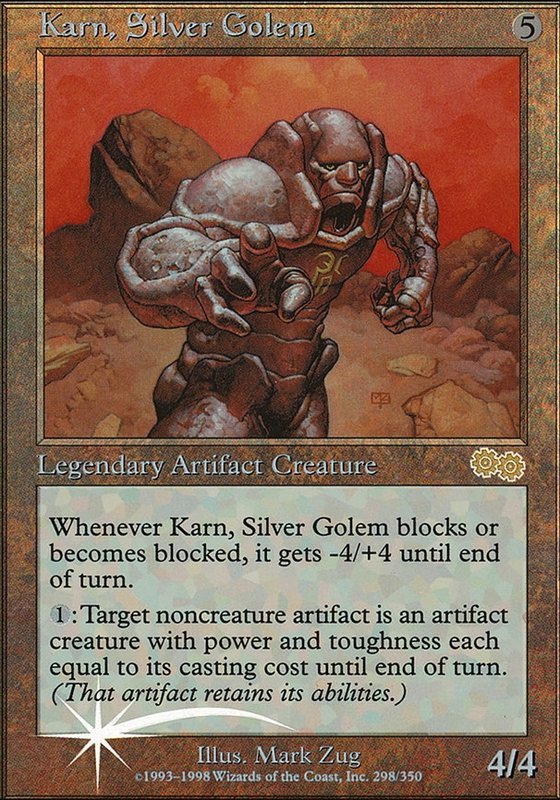 Karn, Silver Golem 5
Legendary Artifact Creature
Whenever Karn, Silver Golem blocks or
becomes blocked, it gets -4/+4 until end
of turn.
1: Target noncreature artifact is an artifact
creature with power and toughness each
equal to its casting cost until end of turn.
(That artifact retains its abilities.)
Illus. Mark Zug
©1993–1998 Wizards of the Coast, Inc. 298/350
4/4